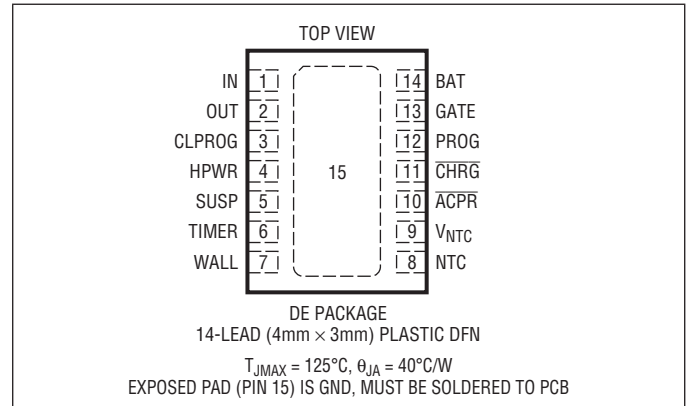 TOP VIEW
IN 1 14 BAT
OUT 2 13 GATE
CLPROG 3 12 PROG
HPWR 4 15 11 CHRG
SUSP 5 10 ACPR
TIMER 6 9 VNTC
WALL 7 8 NTC
DE PACKAGE
14-LEAD (4mm × 3mm) PLASTIC DFN
TJMAX = 125°C, θJA = 40°C/W
EXPOSED PAD (PIN 15) IS GND, MUST BE SOLDERED TO PCB